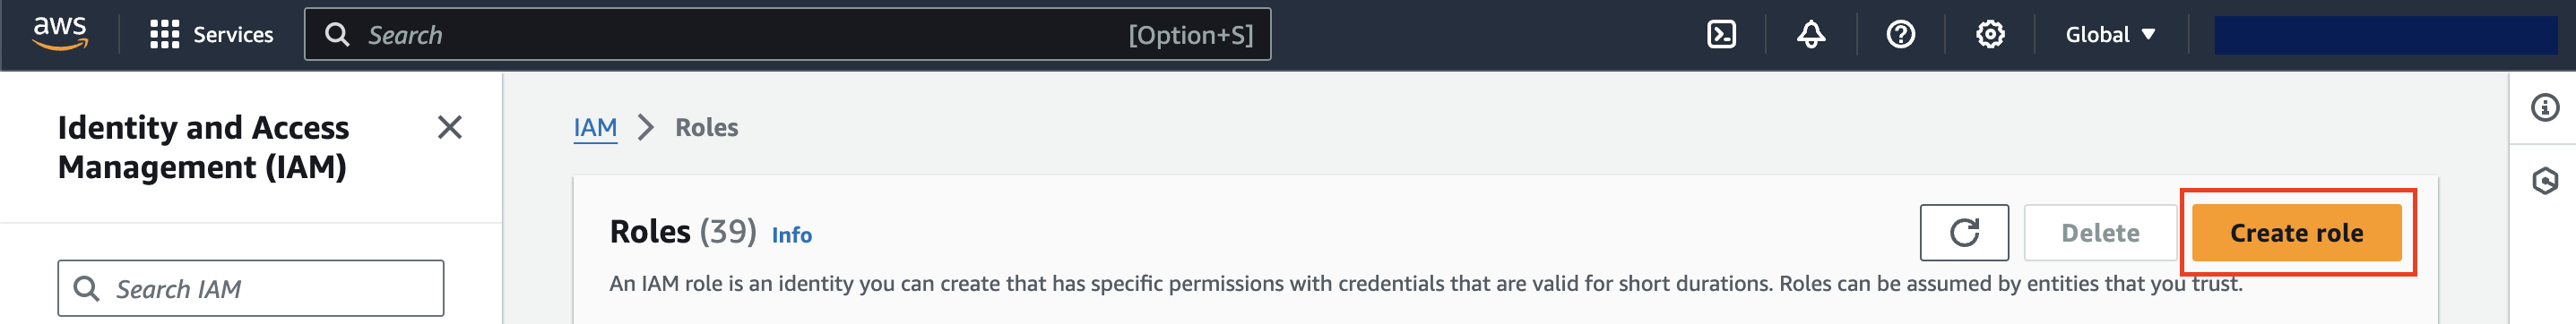 aws
Services
Search
[Option+S]
Global
Identity and Access
Management (IAM)
Search IAM
IAM
Roles
Roles (39) Info
Delete
Create role
An IAM role is an identity you can create that has specific permissions with credentials that are valid for short durations. Roles can be assumed by entities that you trust.